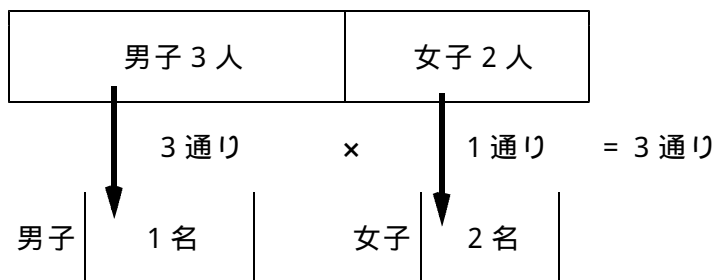 男子 3 人 女子 2 人
3 通り × 1 通り = 3 通り
男子 1 名 女子 2 名